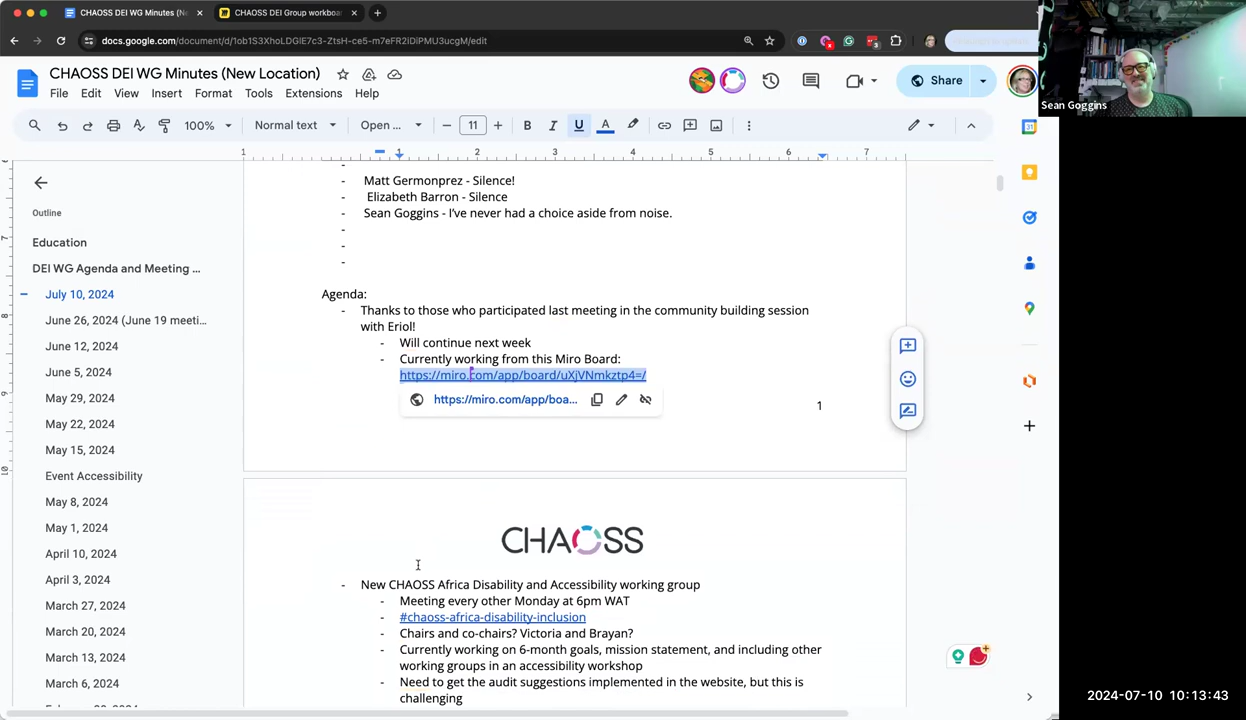 CHAOSS DEI WG Minutes (Ne
CHAOSS DEI Group workboa
docs.google.com/document/d/1ob1S3XhoLDGlE7c3-ZtsH-ce5-m7eFR2iDiPMU3ucgM/edit
CHAOSS DEI WG Minutes (New Location)
Share
File Edit View Insert Format Tools Extensions Help
Sean Goggins
100% Normal text Open ... 11 B I U A
1 1 2 3 4 5 6 7
Outline
Education
DEI WG Agenda and Meeting ...
July 10, 2024
June 26, 2024 (June 19 meeti...
June 12, 2024
June 5, 2024
May 29, 2024
May 22, 2024
May 15, 2024
Event Accessibility
May 8, 2024
May 1, 2024
April 10, 2024
April 3, 2024
March 27, 2024
March 20, 2024
March 13, 2024
March 6, 2024
-
- Matt Germonprez - Silence!
- Elizabeth Barron - Silence
- Sean Goggins - I've never had a choice aside from noise.
-
-
-
Agenda:
- Thanks to those who participated last meeting in the community building session
with Eriol!
- Will continue next week
- Currently working from this Miro Board:
https://miro.com/app/board/uXjVNmkztp4=/
https://miro.com/app/boa...
1
CHAOSS
- New CHAOSS Africa Disability and Accessibility working group
- Meeting every other Monday at 6pm WAT
- #chaoss-africa-disability-inclusion
- Chairs and co-chairs? Victoria and Brayan?
- Currently working on 6-month goals, mission statement, and including other
working groups in an accessibility workshop
- Need to get the audit suggestions implemented in the website, but this is
challenging
2024-07-10 10:13:43